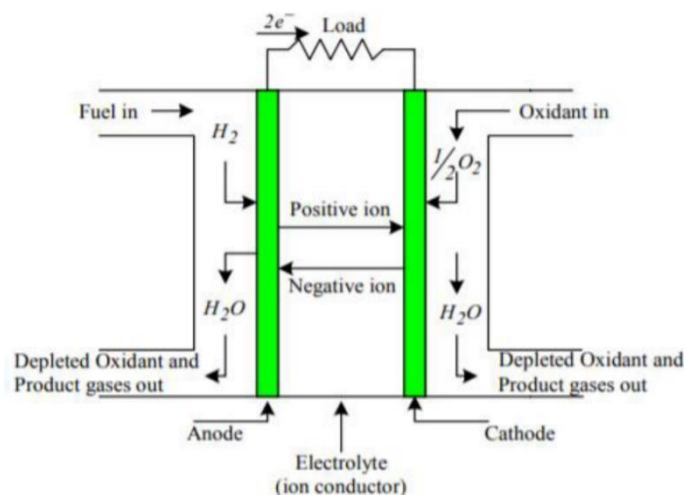 2e⁻
Load
Fuel in
Oxidant in
H₂
½O₂
Positive ion
Negative ion
H₂O
H₂O
Depleted Oxidant and
Product gases out
Depleted Oxidant and
Product gases out
Anode
Cathode
Electrolyte
(ion conductor)